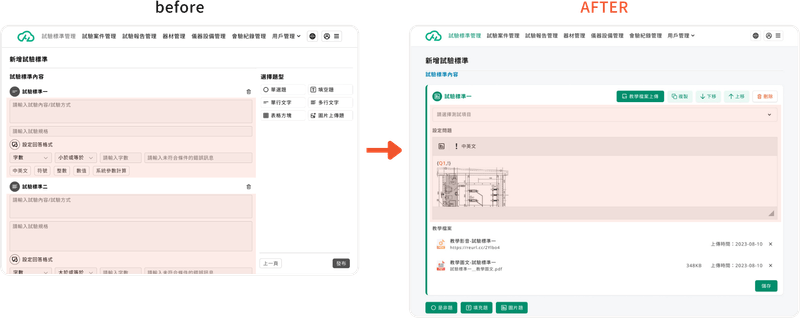 before
試驗標準管理 試驗案件管理 試驗報告管理 器材管理 儀器設備管理 會驗紀錄管理 用戶管理
新增試驗標準
試驗標準內容
試驗標準一
請輸入試驗內容/試驗方式
請輸入試驗規格
設定回答格式
字數 小於或等於 請輸入字數 請輸入未符合條件的錯誤訊息
中英文 符號 整數 數值 系統參數計算
試驗標準二
請輸入試驗內容/試驗方式
請輸入試驗規格
設定回答格式
字數 大於或等於 請輸入字數 請輸入未符合條件的錯誤訊息
選擇題型
單選題 填空題
單行文字 多行文字
表格方塊 圖片上傳題
上一頁 發布
AFTER
試驗標準管理 試驗案件管理 試驗報告管理 器材管理 儀器設備管理 會驗紀錄管理 用戶管理
新增試驗標準
試驗標準內容
試驗標準一 教學檔案上傳 複製 下移 上移 刪除
請選擇測試項目
設定問題
中英文
教學檔案
教學影音-試驗標準一
上傳時間：2023-08-10
教學圖文-試驗標準一
試驗標準一_教學圖文.pdf
348KB 上傳時間：2023-08-10
儲存
是非題 填充題 圖片題